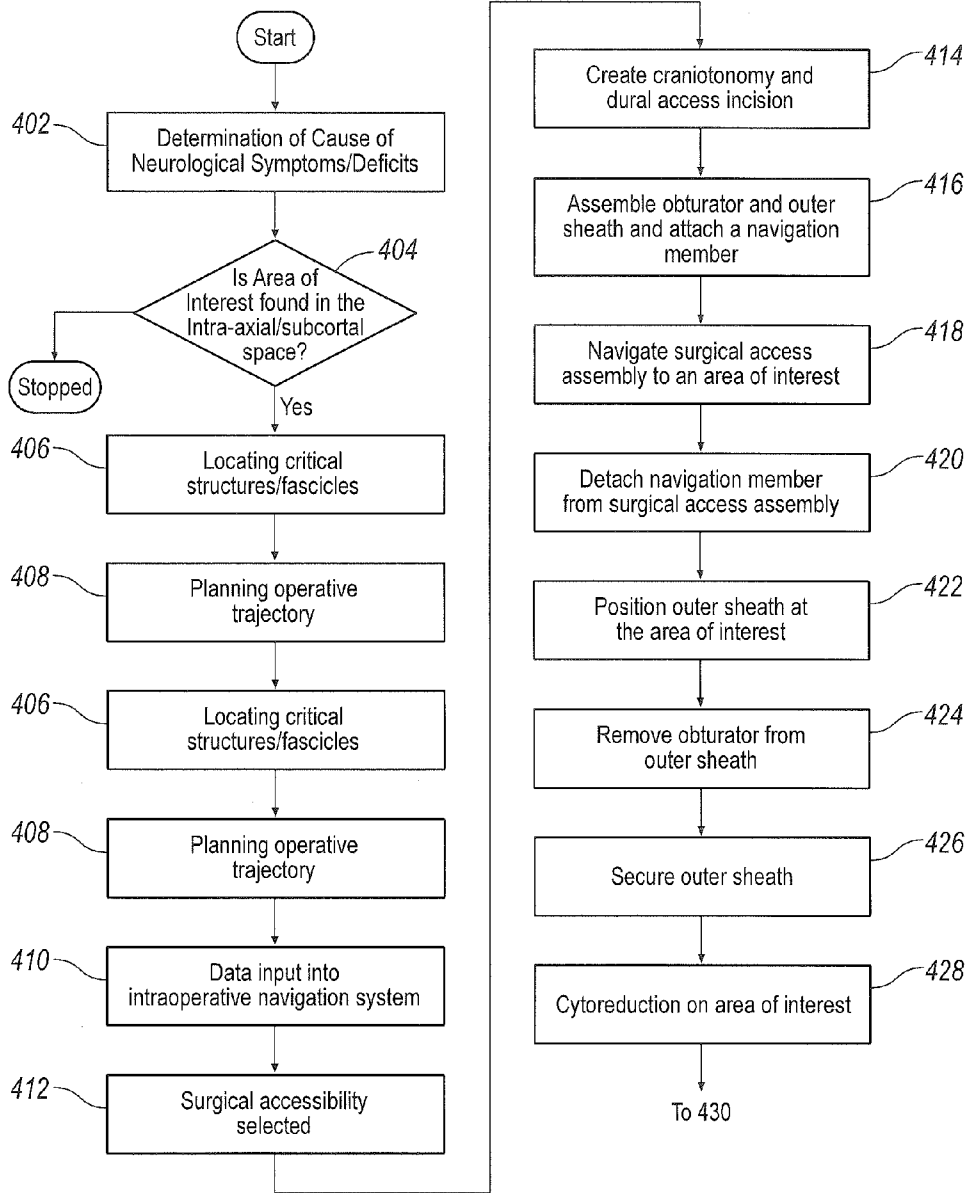 Start
402
Determination of Cause of
Neurological Symptoms/Deficits
404
Is Area of
Interest found in the
Intra-axial/subcortal
space?
Stopped
Yes
406
Locating critical
structures/fascicles
408
Planning operative
trajectory
406
Locating critical
structures/fascicles
408
Planning operative
trajectory
410
Data input into
intraoperative navigation system
412
Surgical accessibility
selected
414
Create craniotonomy and
dural access incision
416
Assemble obturator and outer
sheath and attach a navigation
member
418
Navigate surgical access
assembly to an area of interest
420
Detach navigation member
from surgical access assembly
422
Position outer sheath at
the area of interest
424
Remove obturator from
outer sheath
426
Secure outer sheath
428
Cytoreduction on area of interest
To 430